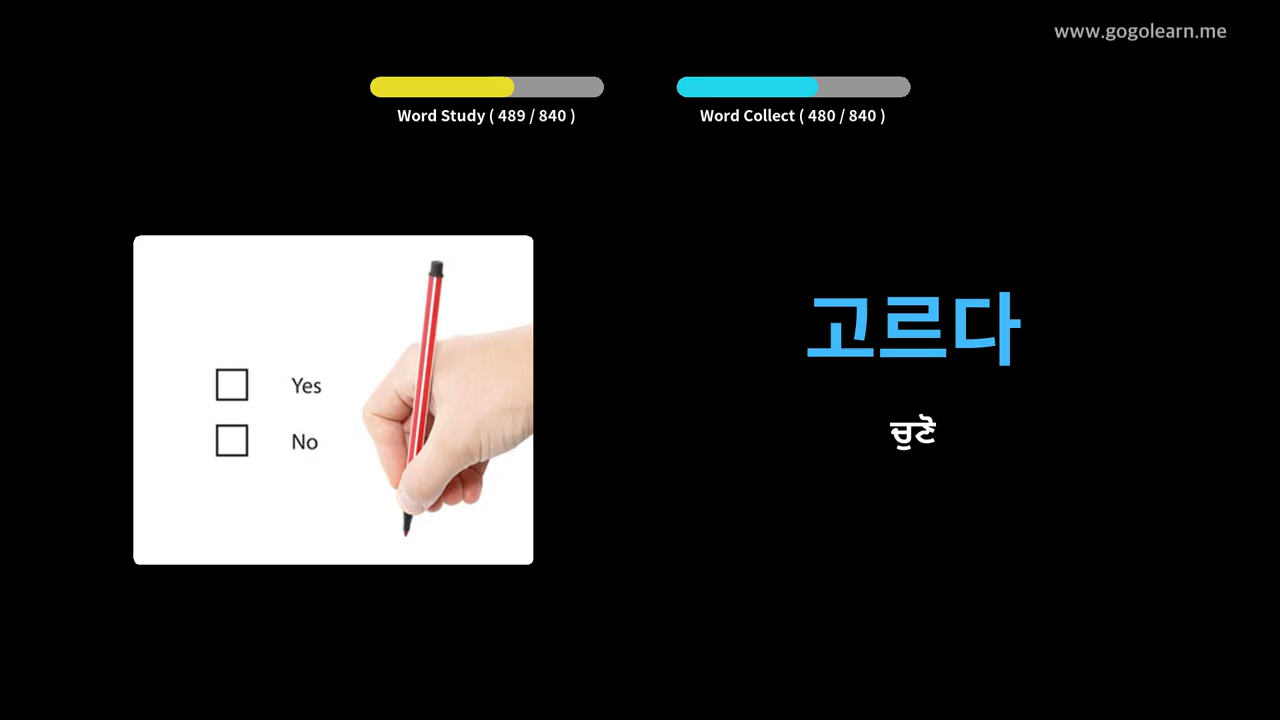 www.gogolearn.me
Word Study ( 489 / 840 )
Word Collect ( 480 / 840 )
Yes
No
고르다
ਚੁਣੋ